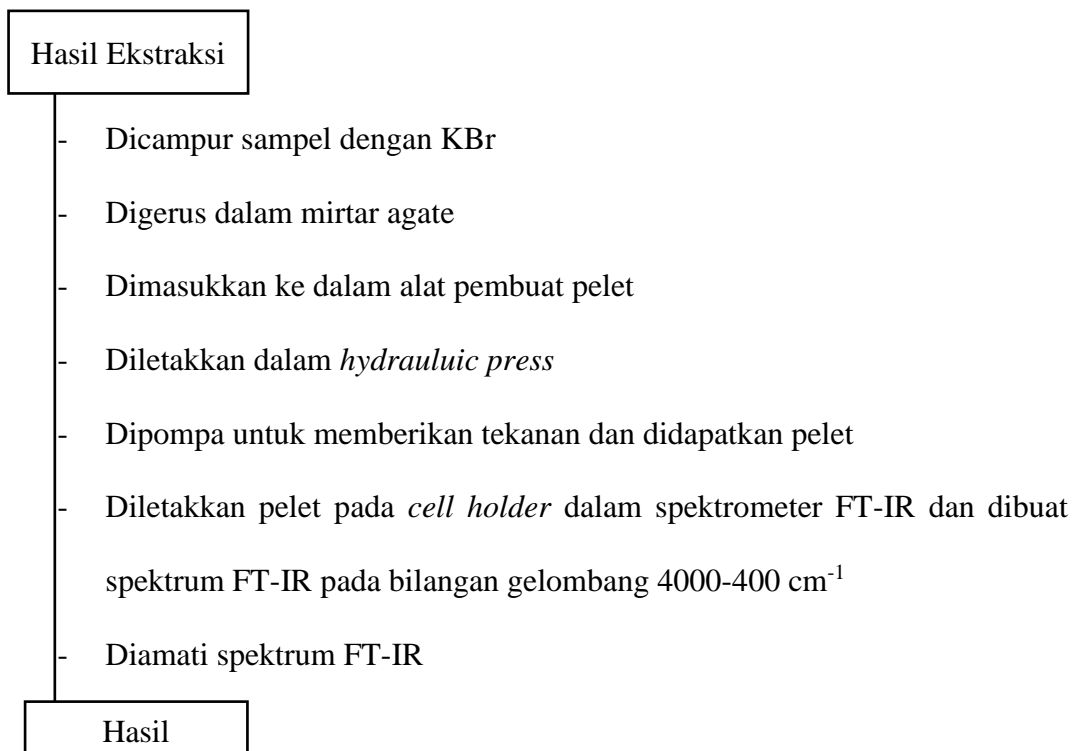 Hasil Ekstraksi
- Dicampur sampel dengan KBr
- Digerus dalam mirtar agate
- Dimasukkan ke dalam alat pembuat pelet
- Diletakkan dalam hydrauluic press
- Dipompa untuk memberikan tekanan dan didapatkan pelet
- Diletakkan pelet pada cell holder dalam spektrometer FT-IR dan dibuat
spektrum FT-IR pada bilangan gelombang 4000-400 cm⁻¹
- Diamati spektrum FT-IR
Hasil